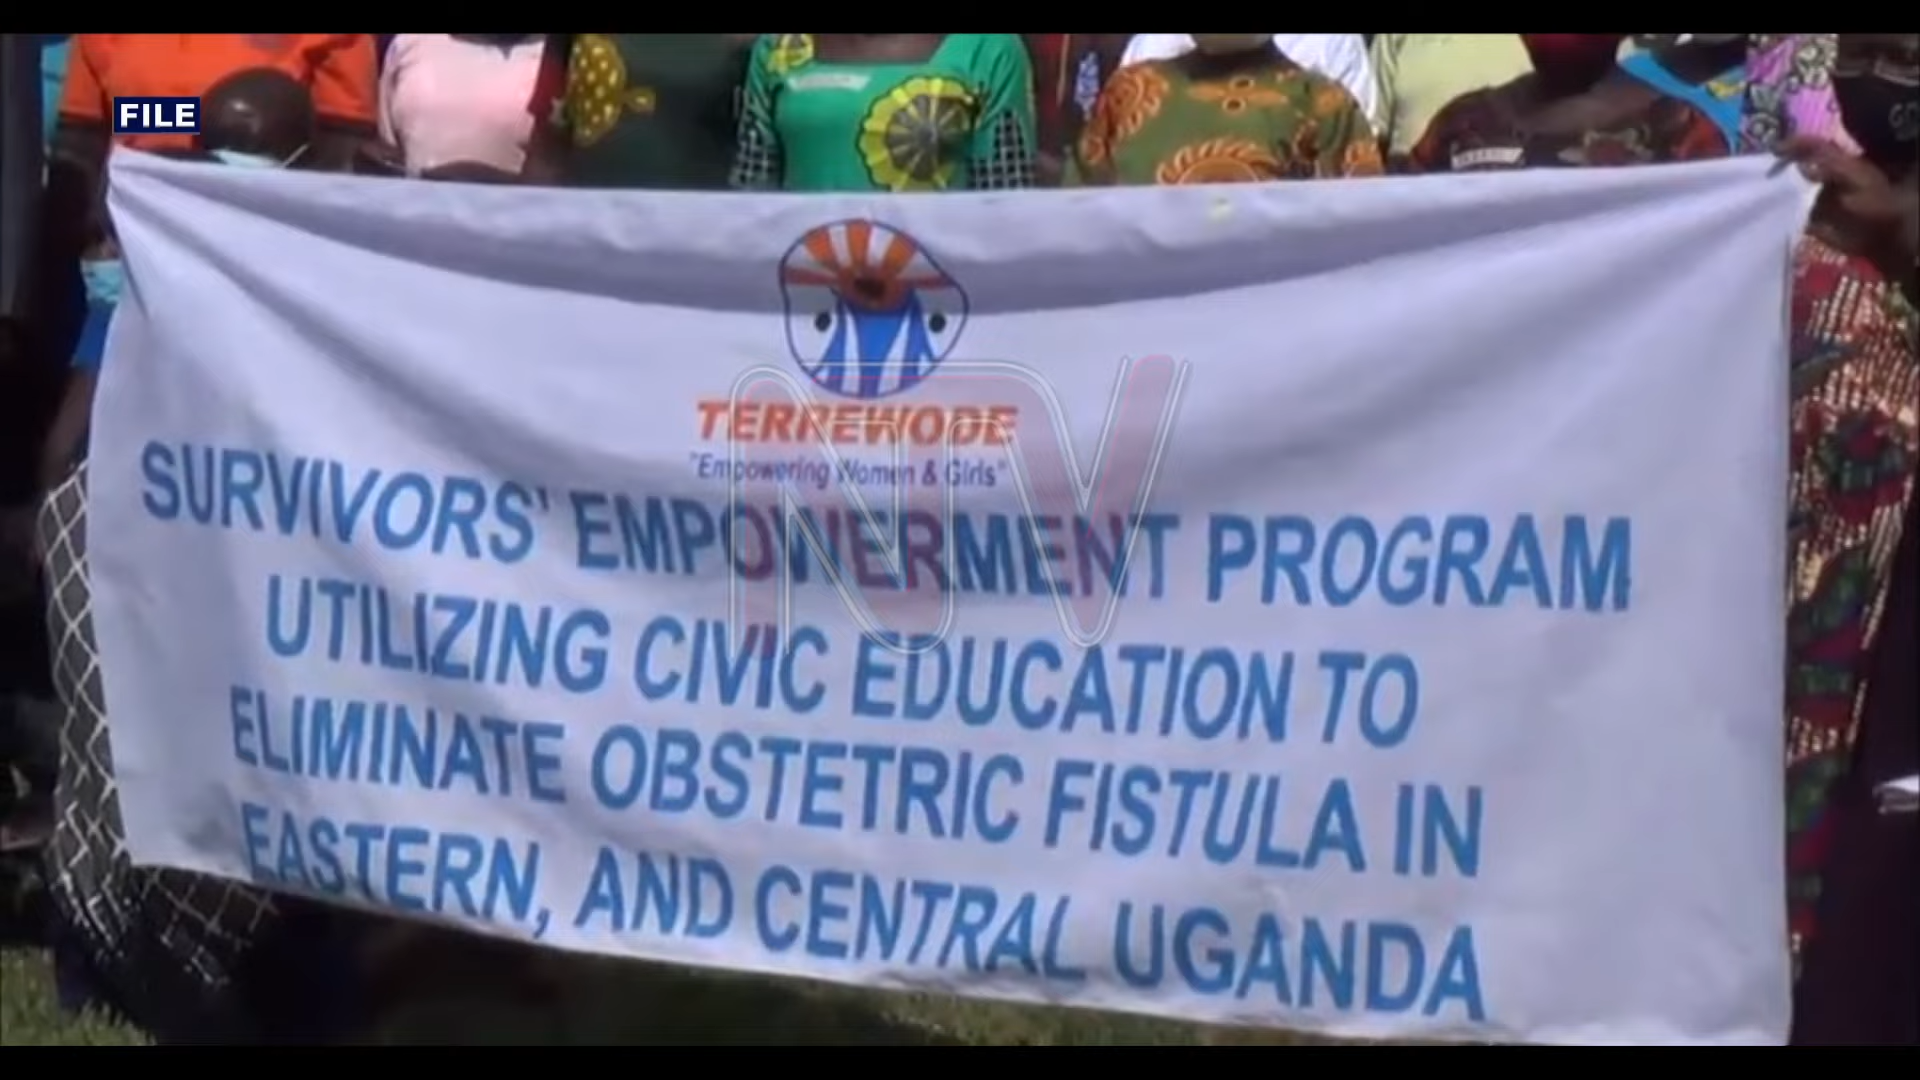 FILE
TERREWODE
"Empowering Women & Girls"
NTV
SURVIVORS' EMPOWERMENT PROGRAM
UTILIZING CIVIC EDUCATION TO
ELIMINATE OBSTETRIC FISTULA IN
EASTERN, AND CENTRAL UGANDA